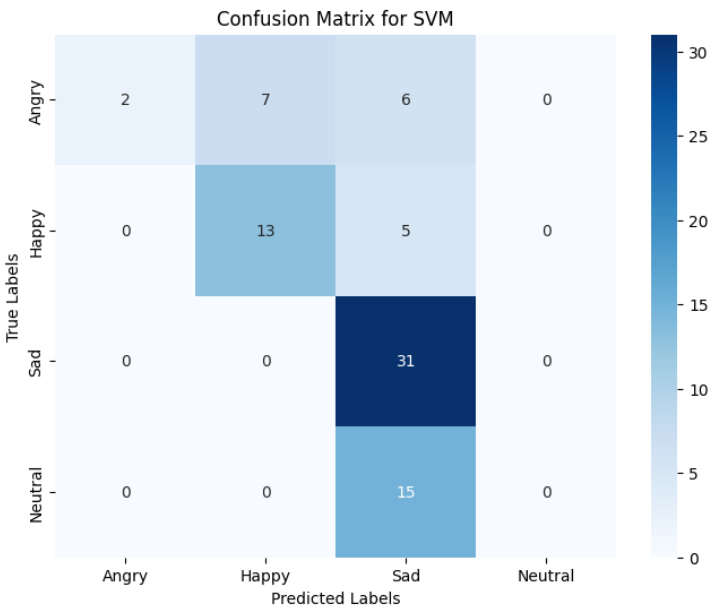 Confusion Matrix for SVM
True Labels
Angry 2 7 6 0
Happy 0 13 5 0
Sad 0 0 31 0
Neutral 0 0 15 0
Angry Happy Sad Neutral
Predicted Labels
30
25
20
15
10
5
0